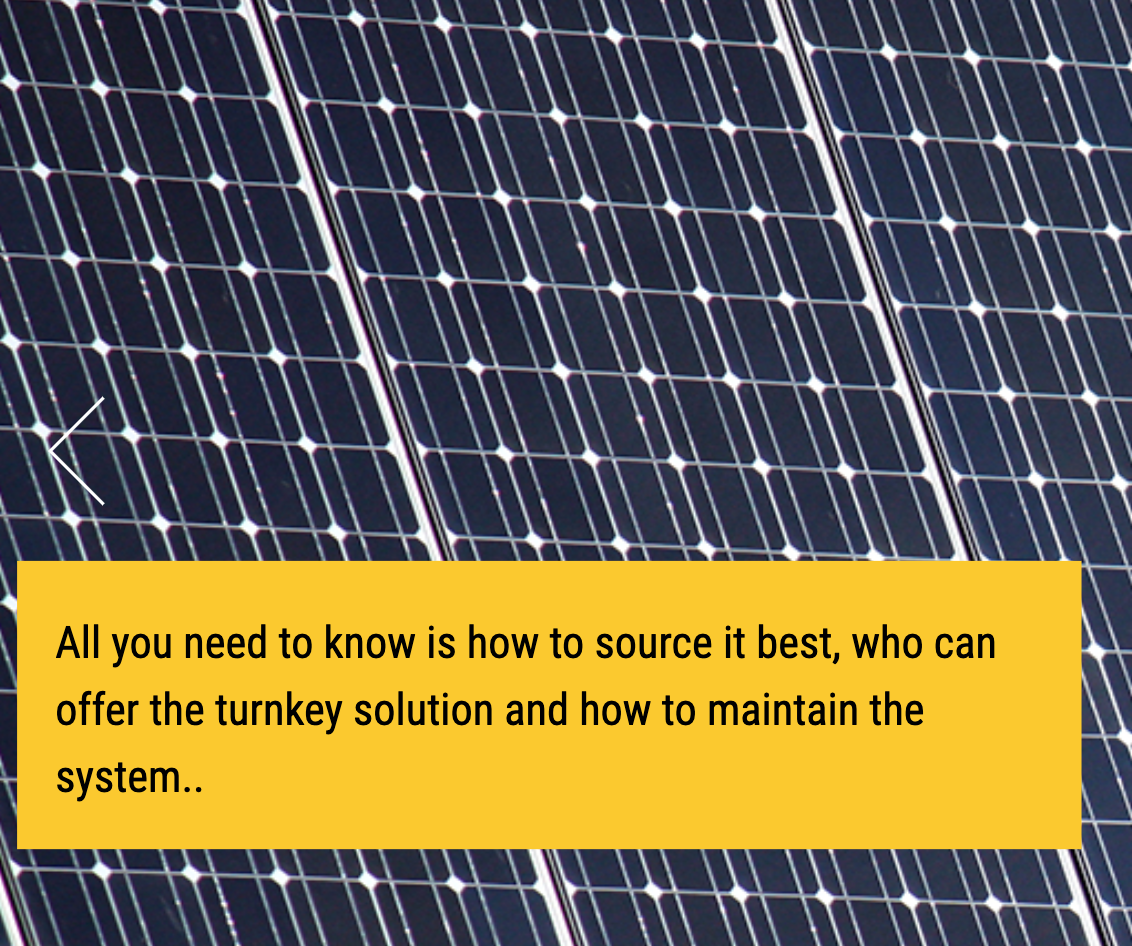 All you need to know is how to source it best, who can
offer the turnkey solution and how to maintain the
system..